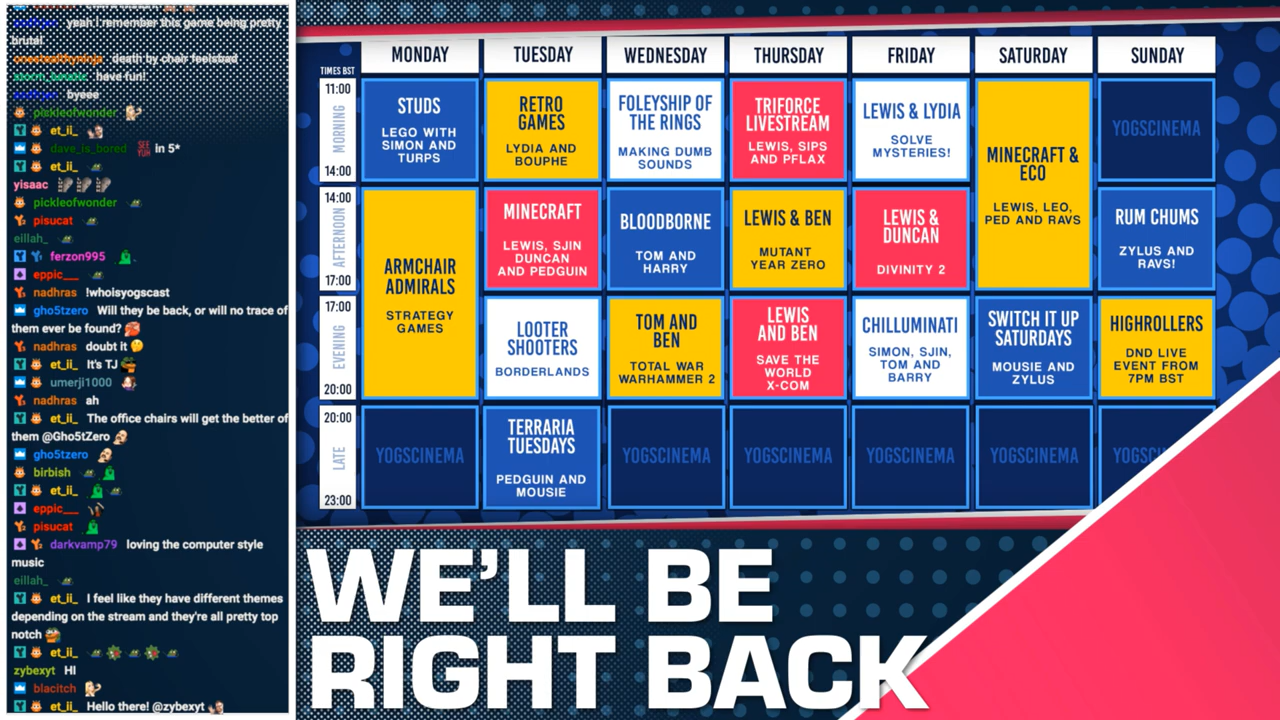 yeah I remember this game being pretty
brutal
death by chair feelsbad
hava fun!
byeee
pickleofwonder
et_ii_
dave_is_bored SEE YUH in 5*
et_ii_
yisaac
pickleofwonder
pisucat
eillah_
ferzon995
eppic___
nadhras !whoisyogscast
gho5tzero Will they be back, or will no trace of
them ever be found?
nadhras doubt it
et_ii_ It's TJ
umerji1000
nadhras ah
et_ii_ The office chairs will get the better of
them @Gho5tZero
gho5tzero
birbish
et_ii_
eppic___
pisucat
darkvamp79 loving the computer style
music
eillah_
et_ii_ I feel like they have different themes
depending on the stream and they're all pretty top
notch
et_ii_
zybexyt HI
blacitch
et_ii_ Hello there! @zybexyt
TIMES BST
MONDAY
TUESDAY
WEDNESDAY
THURSDAY
FRIDAY
SATURDAY
SUNDAY
11:00
MORNING
14:00
STUDS
LEGO WITH
SIMON AND
TURPS
RETRO
GAMES
LYDIA AND
BOUPHE
FOLEYSHIP OF
THE RINGS
MAKING DUMB
SOUNDS
TRIFORCE
LIVESTREAM
LEWIS, SIPS
AND PFLAX
LEWIS & LYDIA
SOLVE
MYSTERIES!
MINECRAFT &
ECO
LEWIS, LEO,
PED AND RAVS
YOGSCINEMA
14:00
AFTERNOON
17:00
ARMCHAIR
ADMIRALS
STRATEGY
GAMES
MINECRAFT
LEWIS, SJIN
DUNCAN
AND PEDGUIN
BLOODBORNE
TOM AND
HARRY
LEWIS & BEN
MUTANT
YEAR ZERO
LEWIS &
DUNCAN
DIVINITY 2
RUM CHUMS
ZYLUS AND
RAVS!
17:00
EVENING
20:00
LOOTER
SHOOTERS
BORDERLANDS
TOM AND
BEN
TOTAL WAR
WARHAMMER 2
LEWIS
AND BEN
SAVE THE
WORLD
X-COM
CHILLUMINATI
SIMON, SJIN,
TOM AND
BARRY
SWITCH IT UP
SATURDAYS
MOUSIE AND
ZYLUS
HIGHROLLERS
DND LIVE
EVENT FROM
7PM BST
20:00
LATE
23:00
YOGSCINEMA
TERRARIA
TUESDAYS
PEDGUIN AND
MOUSIE
YOGSCINEMA
YOGSCINEMA
YOGSCINEMA
YOGSCINEMA
YOGSC
WE'LL BE
RIGHT BACK